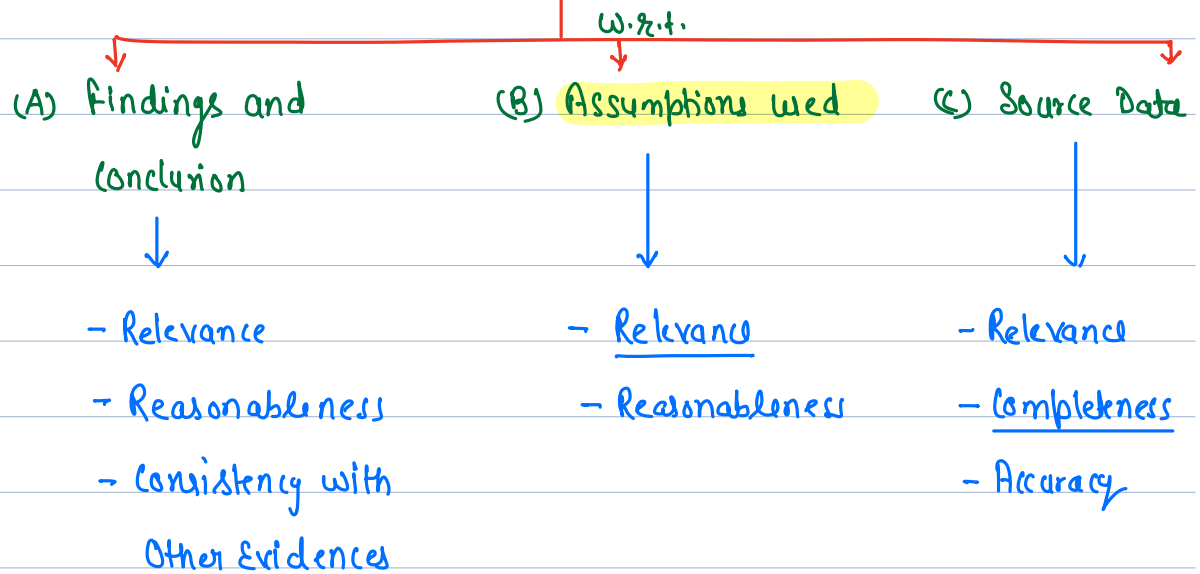 w.r.t.
(A) Findings and
Conclusion
(B) Assumptions used
(C) Source Data
- Relevance
- Reasonableness
- Consistency with
Other Evidences
- Relevance
- Reasonableness
- Relevance
- Completeness
- Accuracy